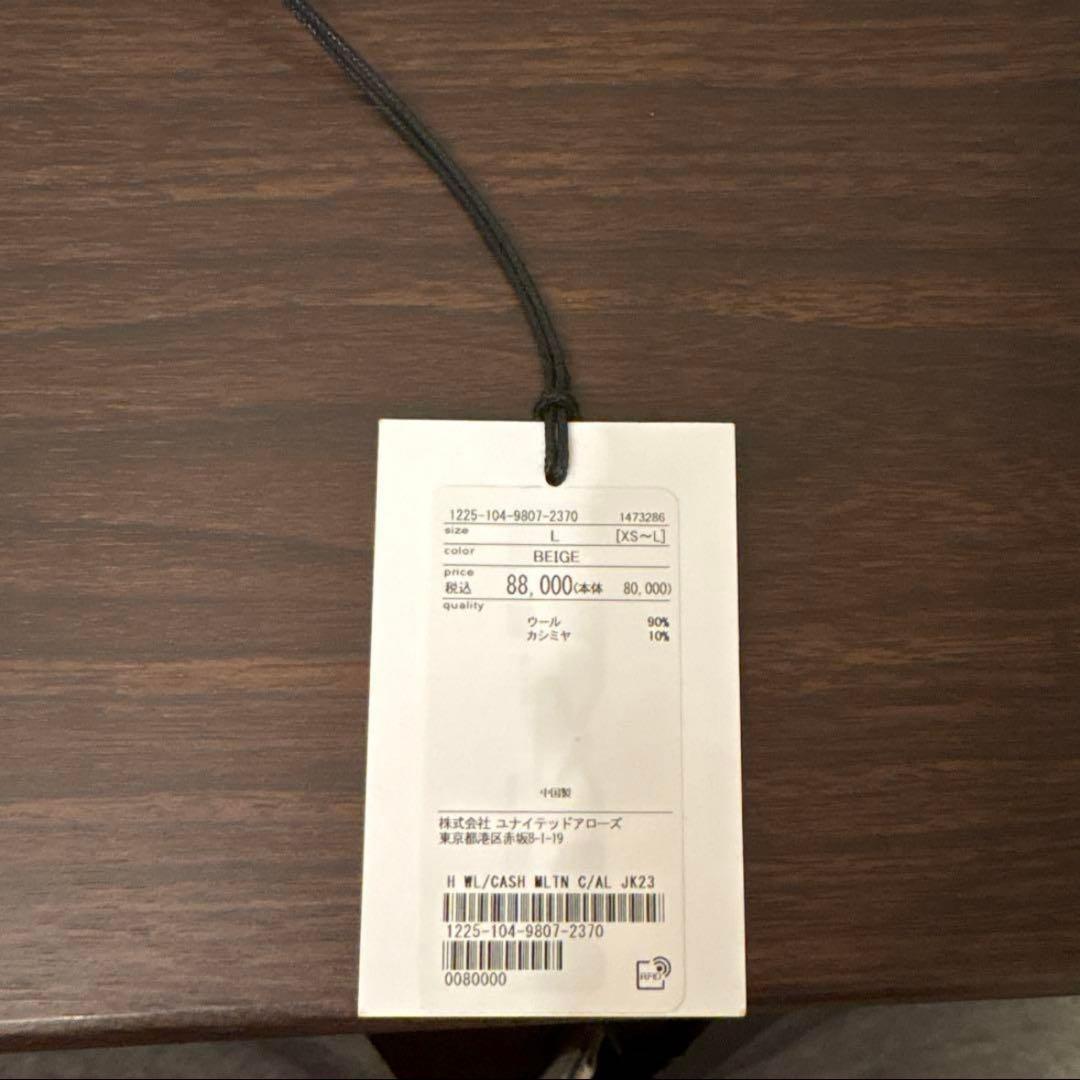 1225-104-9807-2370 1473286
size L [XS～L]
color BEIGE
price
税込 88,000(本体 80,000)
quality
ウール 90%
カシミヤ 10%
中国製
株式会社 ユナイテッドアローズ
東京都港区赤坂8-1-19
H WL/CASH MLTN C/AL JK23
1225-104-9807-2370
0080000
RFID